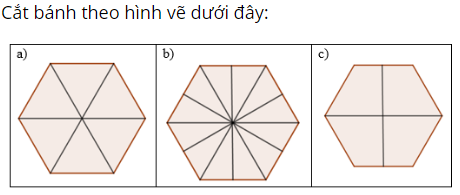 Cắt bánh theo hình vẽ dưới đây:
a)
b)
c)